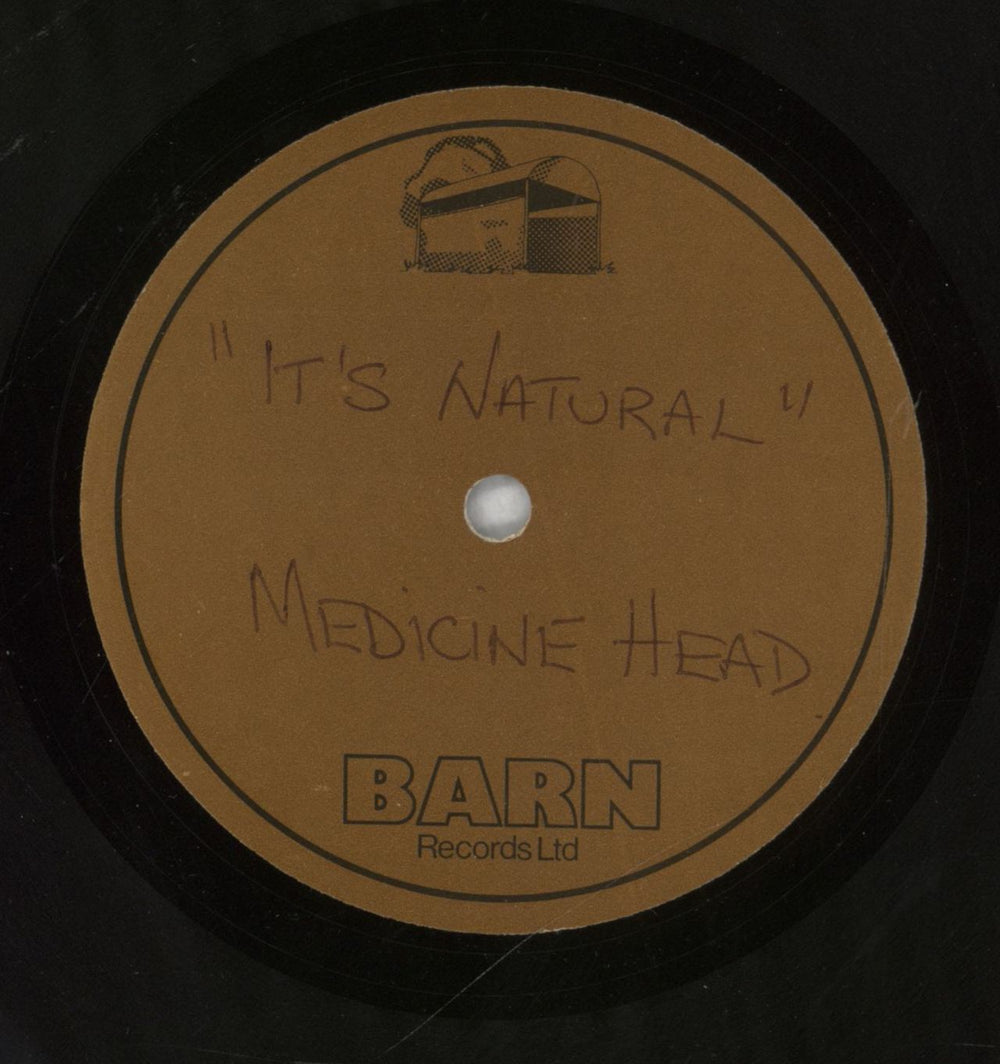 "IT'S NATURAL"
MEDICINE HEAD
BARN
Records Ltd